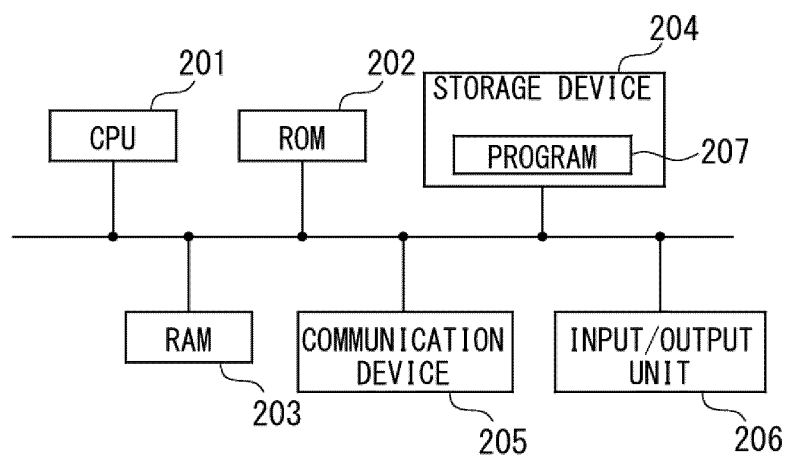 201
202
204
CPU
ROM
STORAGE DEVICE
PROGRAM
207
RAM
203
COMMUNICATION
DEVICE
205
INPUT/OUTPUT
UNIT
206